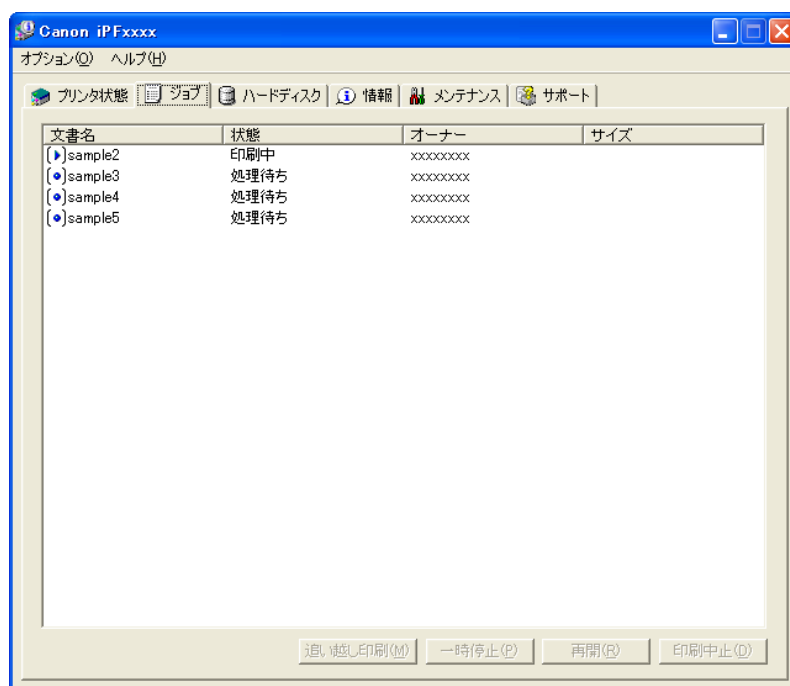 Canon iPFxxxx
オプション(O) ヘルプ(H)
プリンタ状態 ジョブ ハードディスク 情報 メンテナンス サポート
文書名 状態 オーナー サイズ
sample2 印刷中 xxxxxxxx
sample3 処理待ち xxxxxxxx
sample4 処理待ち xxxxxxxx
sample5 処理待ち xxxxxxxx
追い越し印刷(M) 一時停止(P) 再開(R) 印刷中止(D)